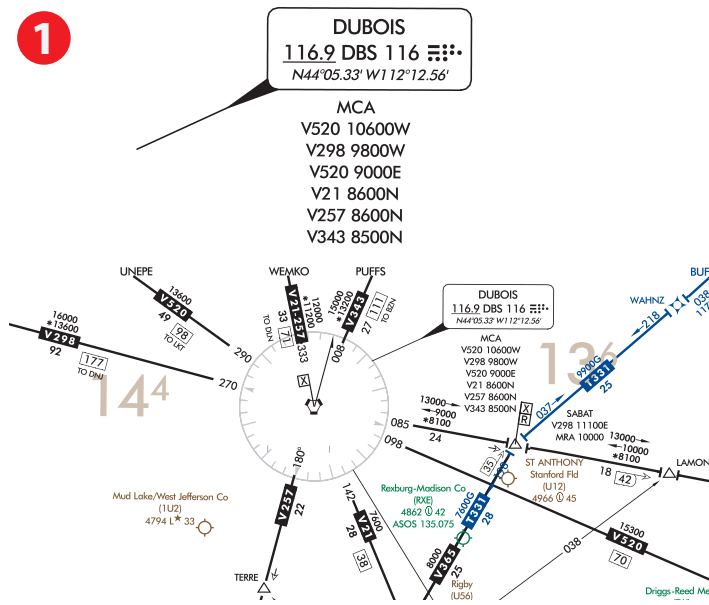 1
DUBOIS
116.9 DBS 116
N44°05.33' W112°12.56'
MCA
V520 10600W
V298 9800W
V520 9000E
V21 8600N
V257 8600N
V343 8500N
UNEPE
13600
V520
49
98
TO LKT
290
16000
*13600
V298
92
177
TO DNJ
270
14⁴
WEMKO
12000
*11200
V21-257
33
71
TO DLN
333
X
PUFFS
15000
*13200
V343
27
111
TO BZN
008
DUBOIS
116.9 DBS 116
N44°05.33' W112°12.56'
MCA
V520 10600W
V298 9800W
V520 9000E
V21 8600N
V257 8600N
V343 8500N
13⁶
BUF
038
117
WAHNZ
218
9900G
T331
25
037
X
R
SABAT
V298 11100E
MRA 10000
13000
9000
*8100
085
24
098
13000
10000
*8100
18
42
LAMON
35
ST ANTHONY
Stanford Fld
(U12)
4966 45
Rexburg-Madison Co
(RXE)
4862 42
ASOS 135.075
7600G
T331
28
8000
V365
25
Rigby
(U56)
038
15300
V520
70
Driggs-Reed Me
180°
V257
22
TERRE
142
7600
V21
28
38
Mud Lake/West Jefferson Co
(1U2)
4794 L★ 33